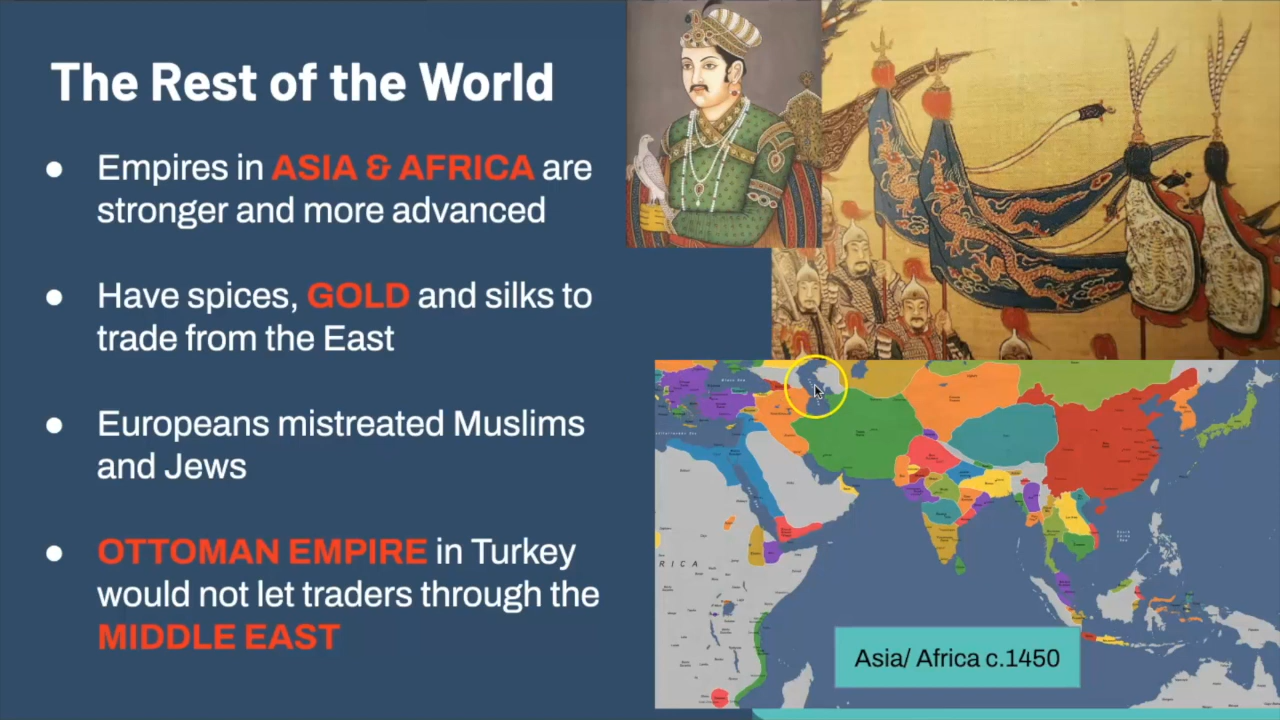 The Rest of the World
● Empires in ASIA & AFRICA are
stronger and more advanced
● Have spices, GOLD and silks to
trade from the East
● Europeans mistreated Muslims
and Jews
● OTTOMAN EMPIRE in Turkey
would not let traders through the
MIDDLE EAST
Asia/ Africa c.1450